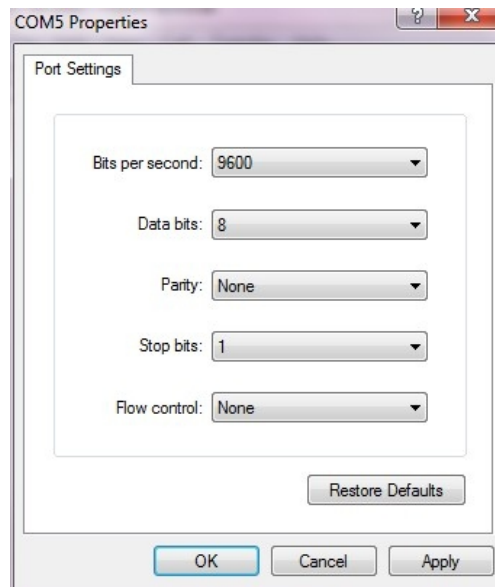 COM5 Properties
?
X
Port Settings
Bits per second: 9600
Data bits: 8
Parity: None
Stop bits: 1
Flow control: None
Restore Defaults
OK Cancel Apply